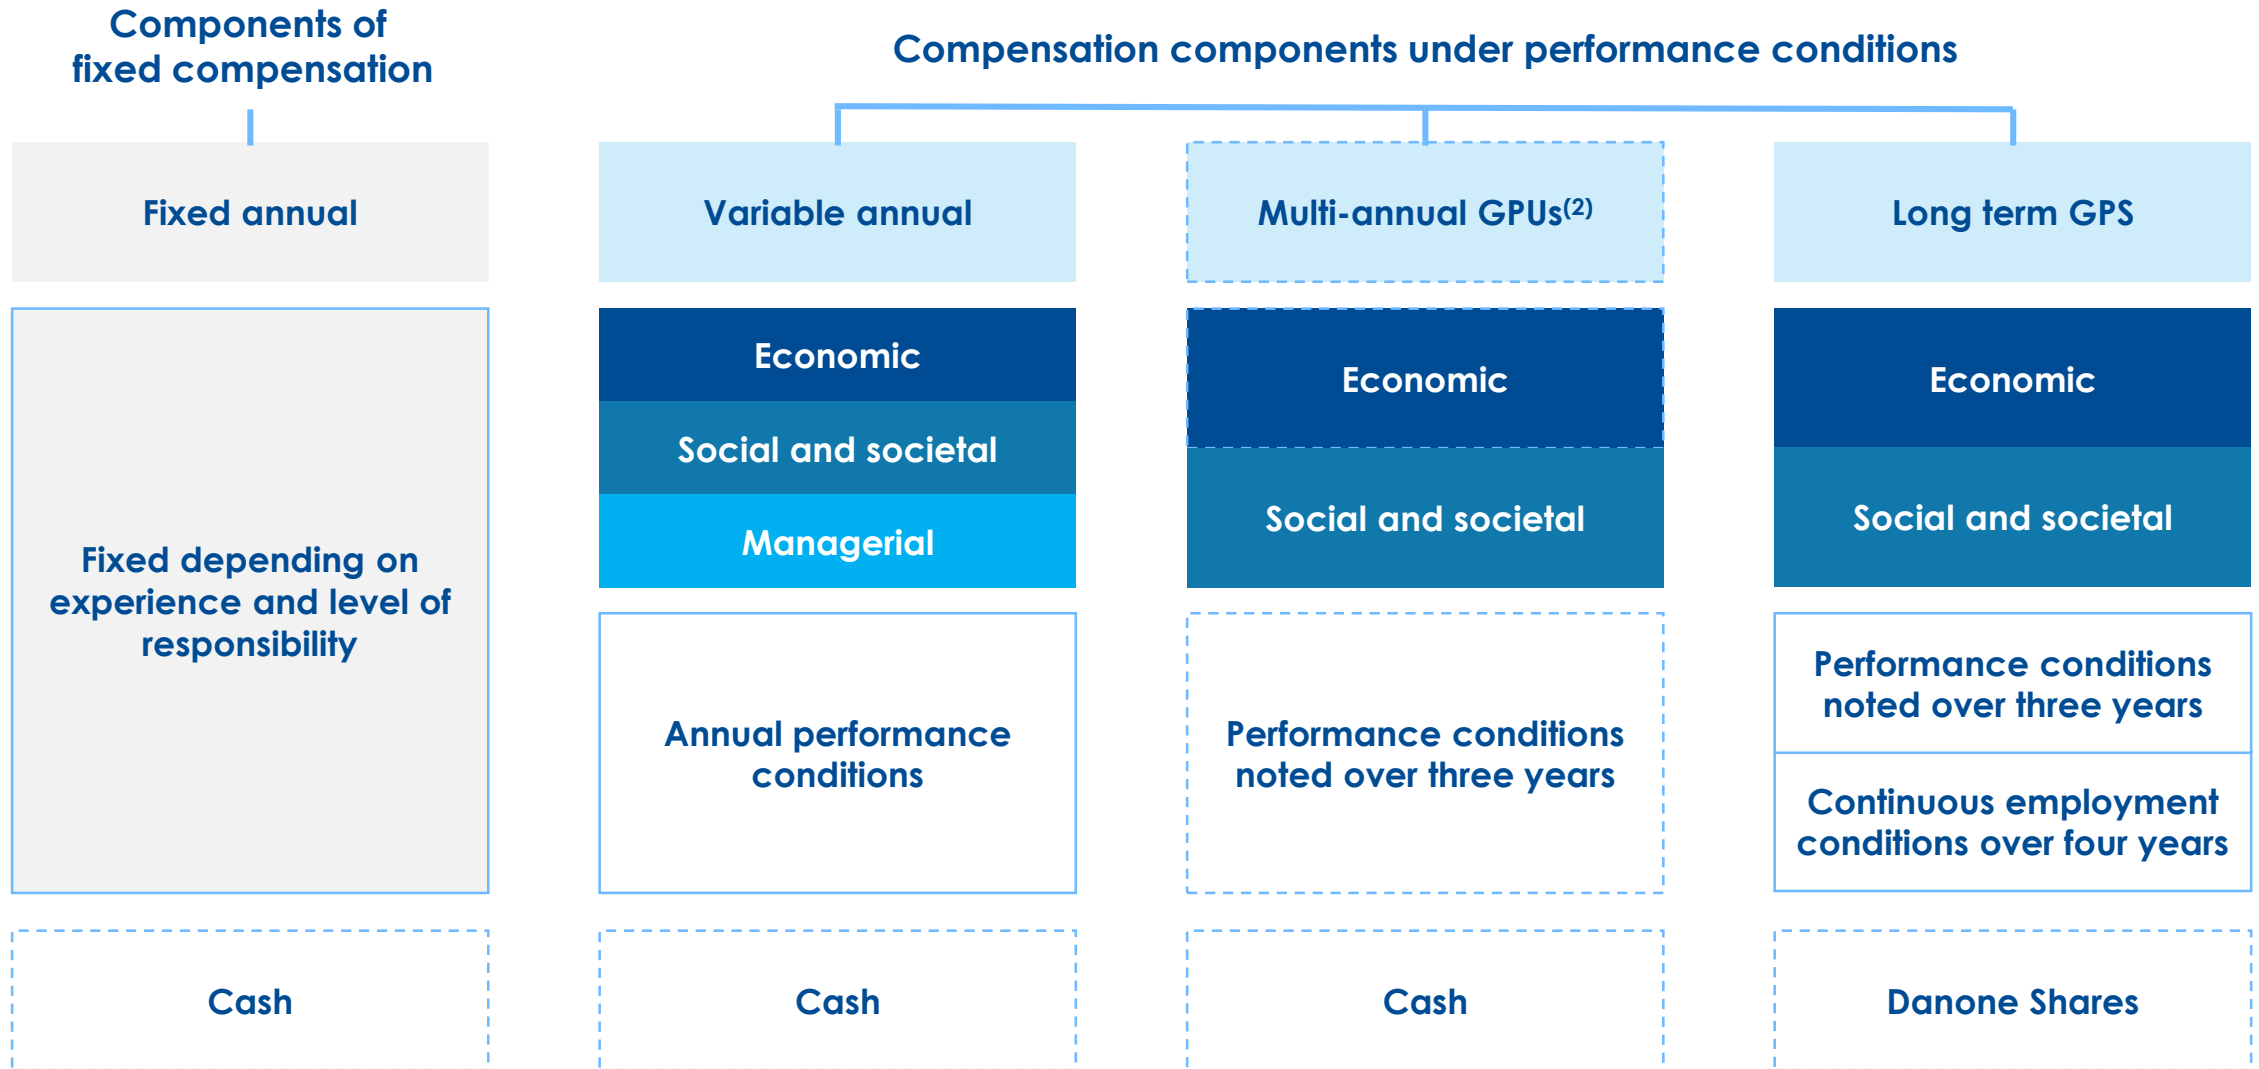 Components of
fixed compensation
Compensation components under performance conditions
Fixed annual
Variable annual
Multi-annual GPUs(2)
Long term GPS
Fixed depending on
experience and level of
responsibility
Economic
Social and societal
Managerial
Annual performance
conditions
Economic
Social and societal
Performance conditions
noted over three years
Economic
Social and societal
Performance conditions
noted over three years
Continuous employment
conditions over four years
Cash
Cash
Cash
Danone Shares